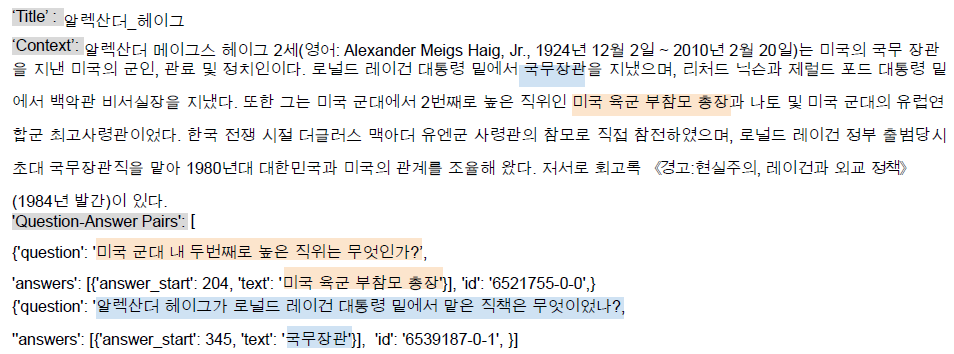 'Title' : 알렉산더_헤이그
'Context': 알렉산더 메이그스 헤이그 2세(영어: Alexander Meigs Haig, Jr., 1924년 12월 2일 ~ 2010년 2월 20일)는 미국의 국무 장관
을 지낸 미국의 군인, 관료 및 정치인이다. 로널드 레이건 대통령 밑에서 국무장관을 지냈으며, 리처드 닉슨과 제럴드 포드 대통령 밑
에서 백악관 비서실장을 지냈다. 또한 그는 미국 군대에서 2번째로 높은 직위인 미국 육군 부참모 총장과 나토 및 미국 군대의 유럽연
합군 최고사령관이었다. 한국 전쟁 시절 더글러스 맥아더 유엔군 사령관의 참모로 직접 참전하였으며, 로널드 레이건 정부 출범당시
초대 국무장관직을 맡아 1980년대 대한민국과 미국의 관계를 조율해 왔다. 저서로 회고록 《경고:현실주의, 레이건과 외교 정책》
(1984년 발간)이 있다.
'Question-Answer Pairs': [
{'question': '미국 군대 내 두번째로 높은 직위는 무엇인가?',
'answers': [{'answer_start': 204, 'text': '미국 육군 부참모 총장'}], 'id': '6521755-0-0',}
{'question': '알렉산더 헤이그가 로널드 레이건 대통령 밑에서 맡은 직책은 무엇이었나?,
"answers': [{'answer_start': 345, 'text': '국무장관'}], 'id': '6539187-0-1', }]